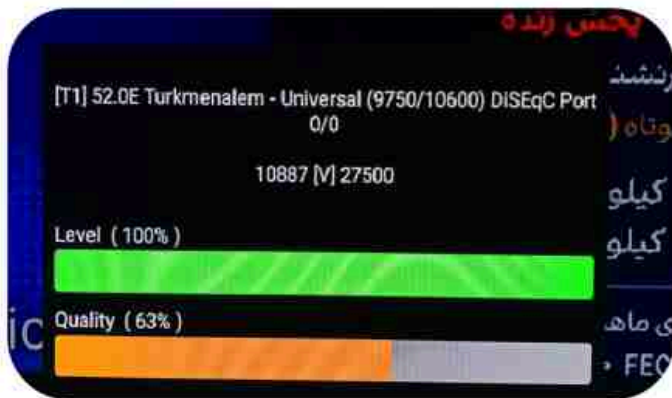 پخش زنده
[T1] 52.0E Turkmenalem - Universal (9750/10600) DiSEqC Port
0/0
10887 [V] 27500
کیلو
Level ( 100% )
کیلو
Quality ( 63% )
ی ماه
FEC